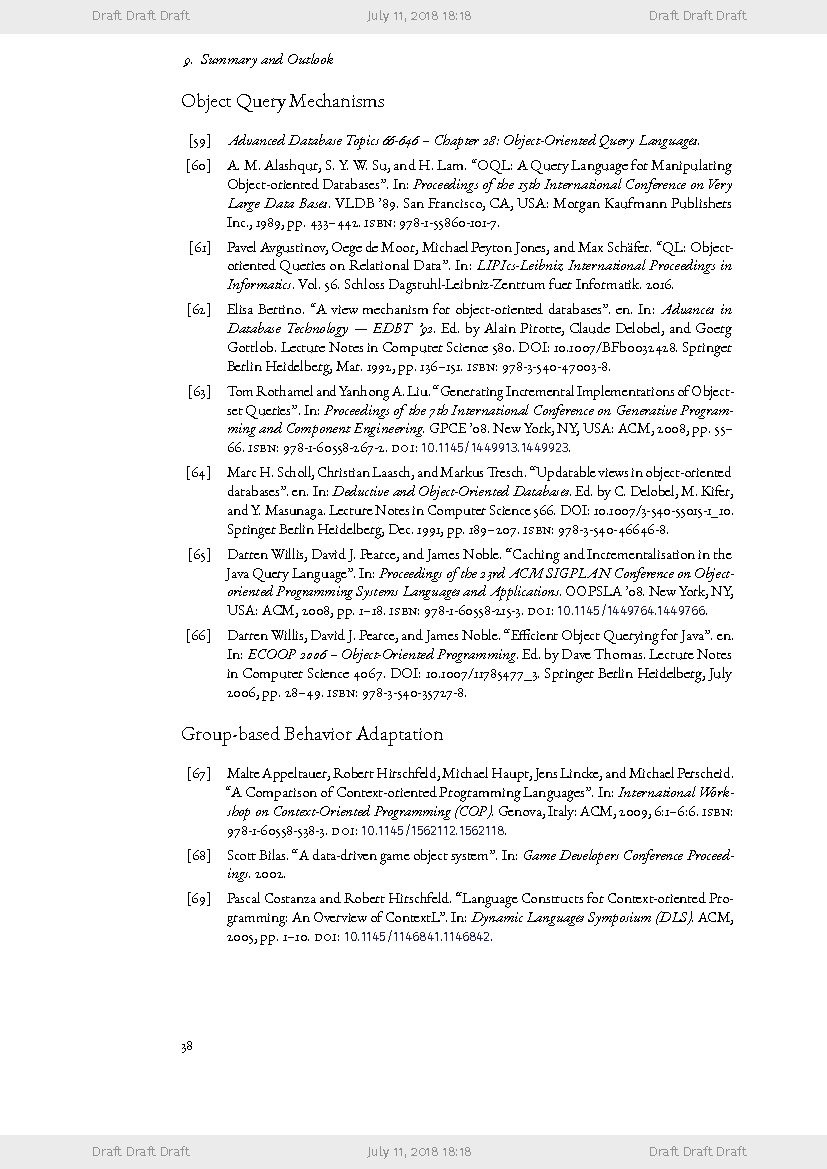 Draft Draft Draft July 11, 2018 18:18 Draft Draft Draft
9. Summary and Outlook
Object Query Mechanisms
[59] Advanced Database Topics 66-646 – Chapter 28: Object-Oriented Query Languages.
[60] A. M. Alashqur, S. Y. W. Su, and H. Lam. “OQL: A Query Language for Manipulating
Object-oriented Databases”. In: Proceedings of the 15th International Conference on Very
Large Data Bases. VLDB ’89. San Francisco, CA, USA: Morgan Kaufmann Publishers
Inc., 1989, pp. 433–442. ISBN: 978-1-55860-101-7.
[61] Pavel Avgustinov, Oege de Moor, Michael Peyton Jones, and Max Schäfer. “QL: Object-
oriented Queries on Relational Data”. In: LIPIcs-Leibniz International Proceedings in
Informatics. Vol. 56. Schloss Dagstuhl-Leibniz-Zentrum fuer Informatik. 2016.
[62] Elisa Bertino. “A view mechanism for object-oriented databases”. en. In: Advances in
Database Technology — EDBT ’92. Ed. by Alain Pirotte, Claude Delobel, and Goerg
Gottlob. Lecture Notes in Computer Science 580. DOI: 10.1007/BFb0032428. Springer
Berlin Heidelberg, Mar. 1992, pp. 136–151. ISBN: 978-3-540-47003-8.
[63] Tom Rothamel and Yanhong A. Liu. “Generating Incremental Implementations of Object-
set Queries”. In: Proceedings of the 7th International Conference on Generative Program-
ming and Component Engineering. GPCE ’08. New York, NY, USA: ACM, 2008, pp. 55–
66. ISBN: 978-1-60558-267-2. DOI: 10.1145/1449913.1449923.
[64] Marc H. Scholl, Christian Laasch, and Markus Tresch. “Updatable views in object-oriented
databases”. en. In: Deductive and Object-Oriented Databases. Ed. by C. Delobel, M. Kifer,
and Y. Masunaga. Lecture Notes in Computer Science 566. DOI: 10.1007/3-540-55015-1_10.
Springer Berlin Heidelberg, Dec. 1991, pp. 189–207. ISBN: 978-3-540-46646-8.
[65] Darren Willis, David J. Pearce, and James Noble. “Caching and Incrementalisation in the
Java Query Language”. In: Proceedings of the 23rd ACM SIGPLAN Conference on Object-
oriented Programming Systems Languages and Applications. OOPSLA ’08. New York, NY,
USA: ACM, 2008, pp. 1–18. ISBN: 978-1-60558-215-3. DOI: 10.1145/1449764.1449766.
[66] Darren Willis, David J. Pearce, and James Noble. “Efficient Object Querying for Java”. en.
In: ECOOP 2006 – Object-Oriented Programming. Ed. by Dave Thomas. Lecture Notes
in Computer Science 4067. DOI: 10.1007/11785477_3. Springer Berlin Heidelberg, July
2006, pp. 28–49. ISBN: 978-3-540-35727-8.
Group-based Behavior Adaptation
[67] Malte Appeltauer, Robert Hirschfeld, Michael Haupt, Jens Lincke, and Michael Perscheid.
“A Comparison of Context-oriented Programming Languages”. In: International Work-
shop on Context-Oriented Programming (COP). Genova, Italy: ACM, 2009, 6:1–6:6. ISBN:
978-1-60558-538-3. DOI: 10.1145/1562112.1562118.
[68] Scott Bilas. “A data-driven game object system”. In: Game Developers Conference Proceed-
ings. 2002.
[69] Pascal Costanza and Robert Hirschfeld. “Language Constructs for Context-oriented Pro-
gramming: An Overview of ContextL”. In: Dynamic Languages Symposium (DLS). ACM,
2005, pp. 1–10. DOI: 10.1145/1146841.1146842.
38
Draft Draft Draft July 11, 2018 18:18 Draft Draft Draft